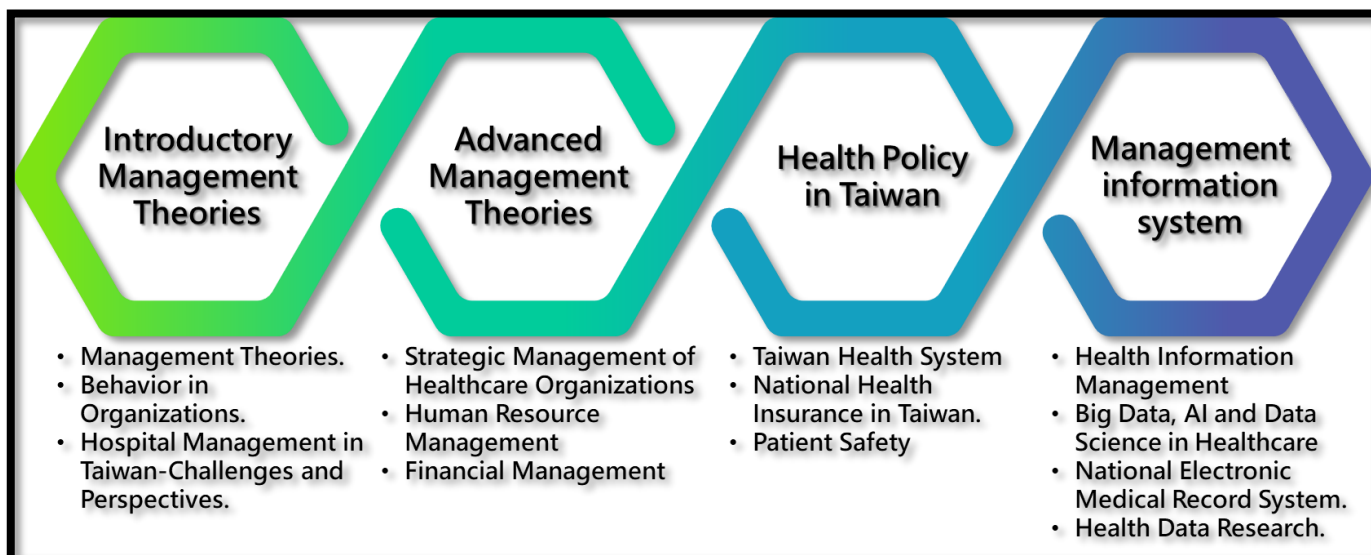 Introductory
Management
Theories
Advanced
Management
Theories
Health Policy
in Taiwan
Management
information
system
• Management Theories.
• Behavior in
Organizations.
• Hospital Management in
Taiwan-Challenges and
Perspectives.
• Strategic Management of
Healthcare Organizations
• Human Resource
Management
• Financial Management
• Taiwan Health System
• National Health
Insurance in Taiwan.
• Patient Safety
• Health Information
Management
• Big Data, AI and Data
Science in Healthcare
• National Electronic
Medical Record System.
• Health Data Research.